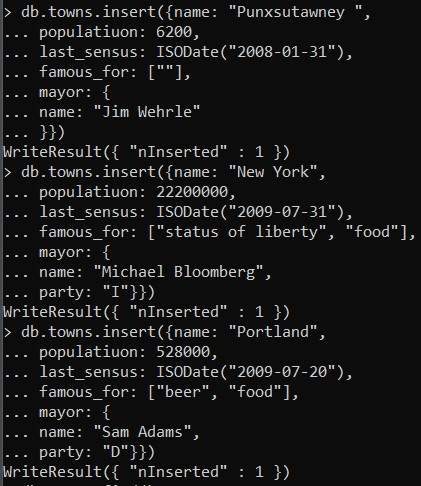 > db.towns.insert({name: "Punxsutawney ",
... populatiuon: 6200,
... last_sensus: ISODate("2008-01-31"),
... famous_for: [""],
... mayor: {
... name: "Jim Wehrle"
... }})
WriteResult({ "nInserted" : 1 })
> db.towns.insert({name: "New York",
... populatiuon: 22200000,
... last_sensus: ISODate("2009-07-31"),
... famous_for: ["status of liberty", "food"],
... mayor: {
... name: "Michael Bloomberg",
... party: "I"}})
WriteResult({ "nInserted" : 1 })
> db.towns.insert({name: "Portland",
... populatiuon: 528000,
... last_sensus: ISODate("2009-07-20"),
... famous_for: ["beer", "food"],
... mayor: {
... name: "Sam Adams",
... party: "D"}})
WriteResult({ "nInserted" : 1 })